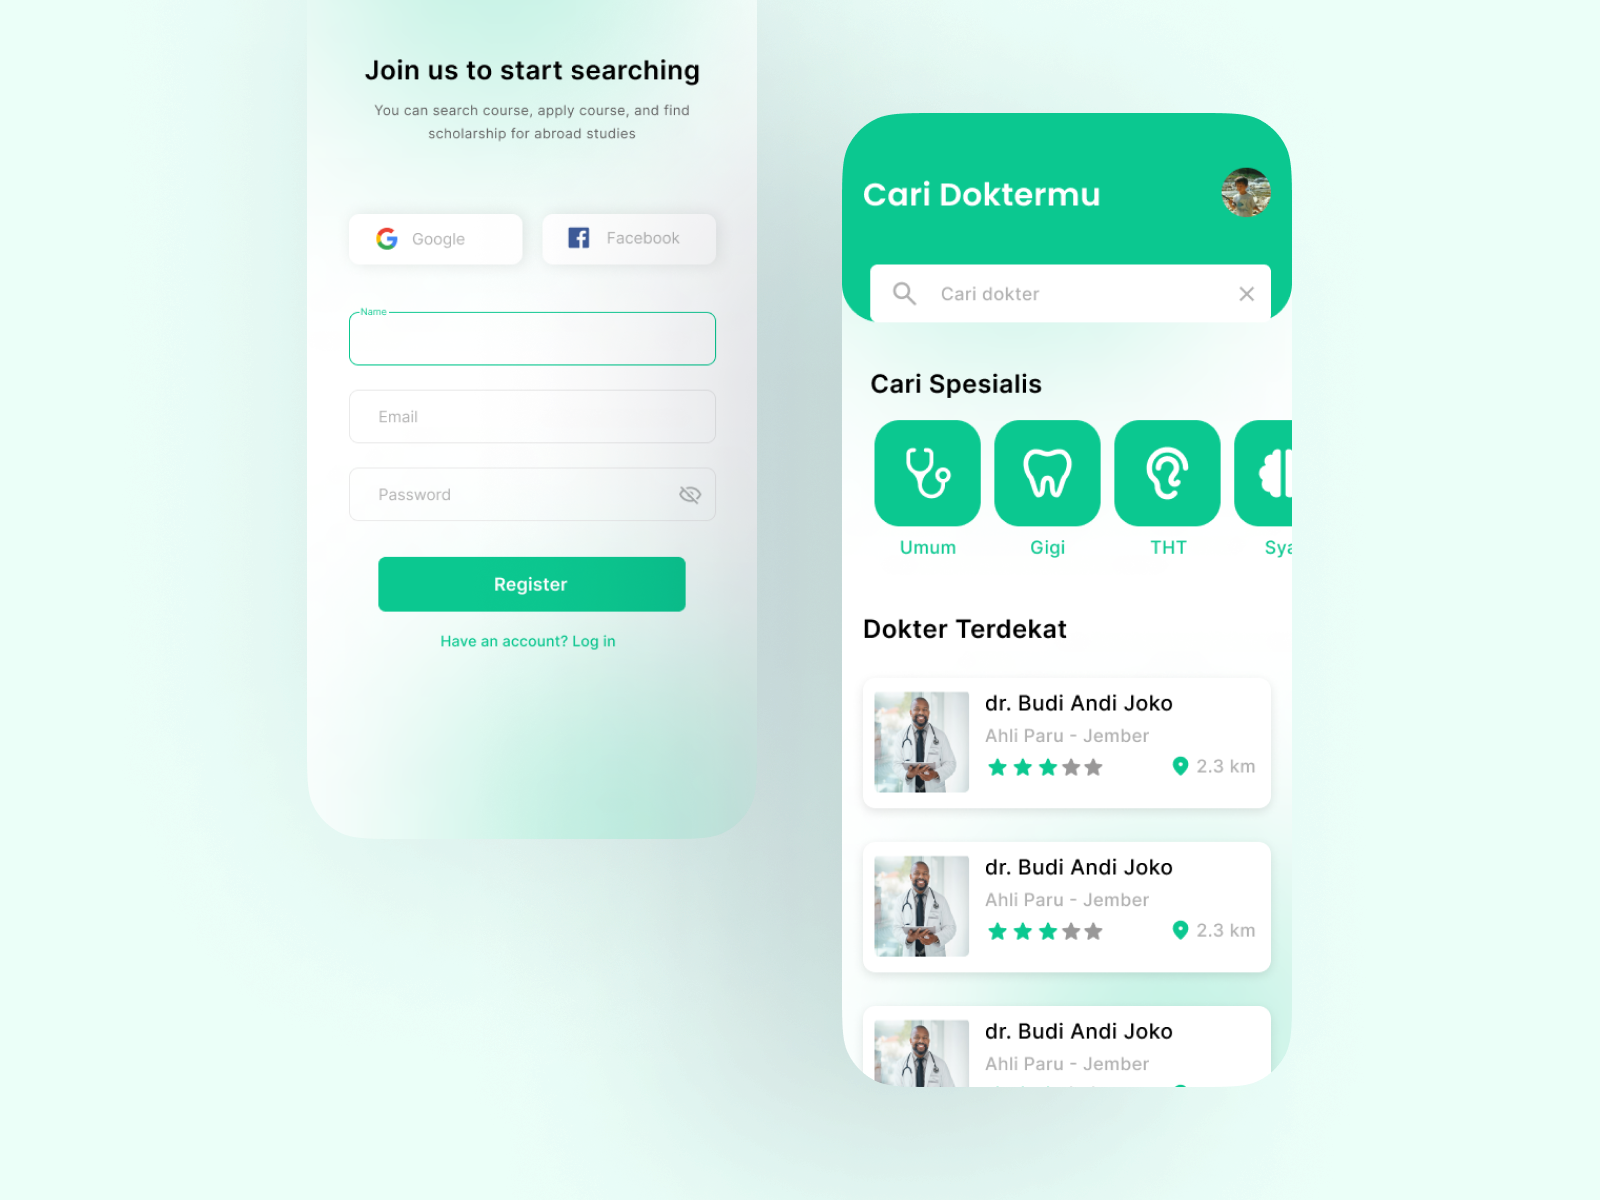 Join us to start searching
You can search course, apply course, and find
scholarship for abroad studies
Google
Facebook
Name
Email
Password
Register
Have an account? Log in
Cari Doktermu
Cari dokter
Cari Spesialis
Umum
Gigi
THT
Sya
Dokter Terdekat
dr. Budi Andi Joko
Ahli Paru - Jember
2.3 km
dr. Budi Andi Joko
Ahli Paru - Jember
2.3 km
dr. Budi Andi Joko
Ahli Paru - Jember